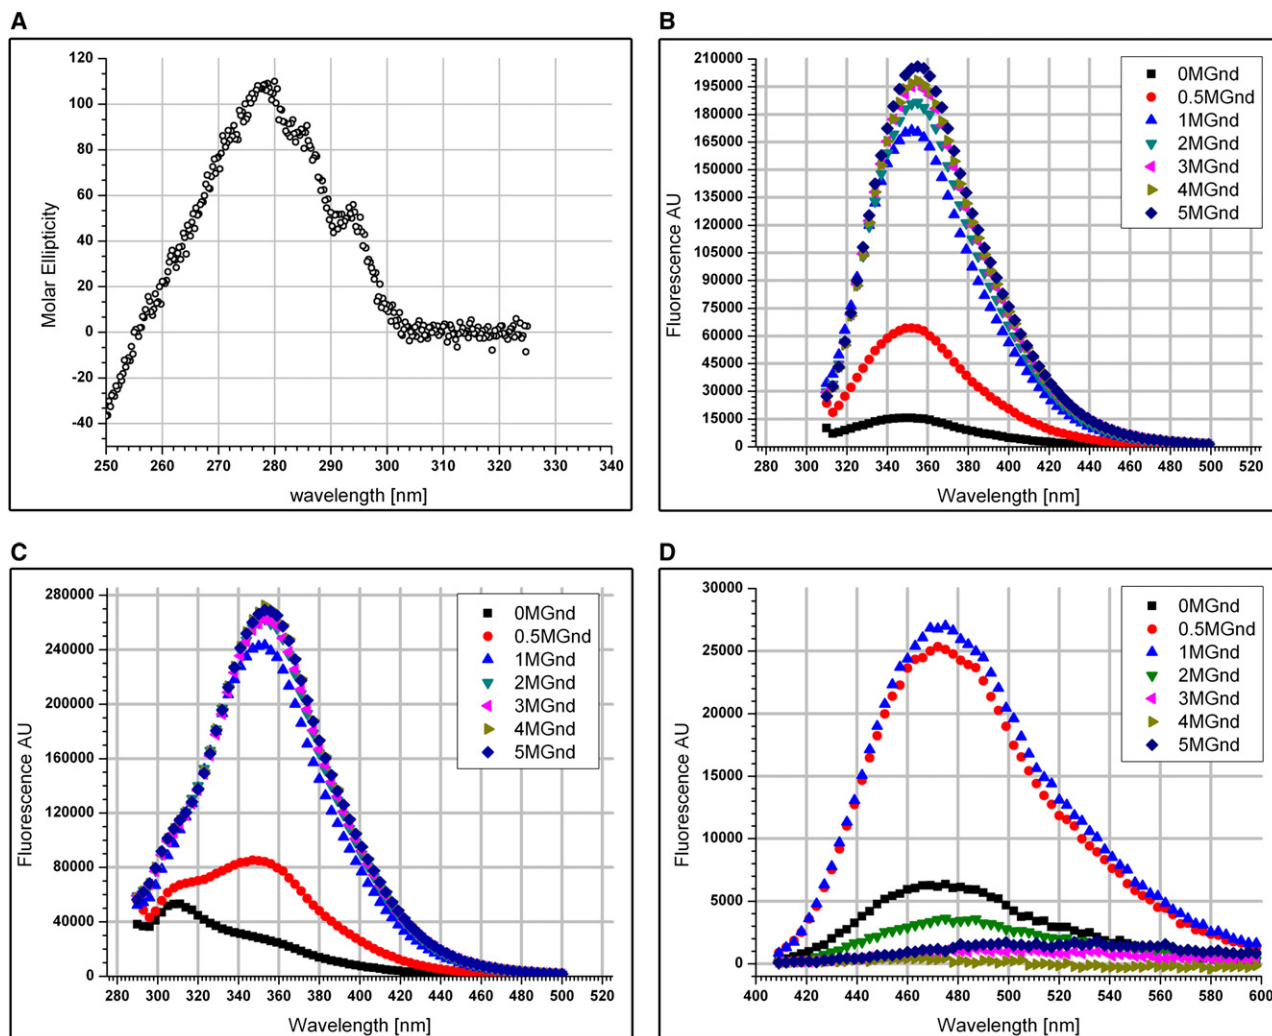 A
120
100
80
60
40
20
0
-20
-40
Molar Ellipticity
250 260 270 280 290 300 310 320 330 340
wavelength [nm]
B
210000
195000
180000
165000
150000
135000
120000
105000
90000
75000
60000
45000
30000
15000
0
Fluorescence AU
280 300 320 340 360 380 400 420 440 460 480 500 520
Wavelength [nm]
0MGnd
0.5MGnd
1MGnd
2MGnd
3MGnd
4MGnd
5MGnd
C
280000
240000
200000
160000
120000
80000
40000
0
Fluorescence AU
280 300 320 340 360 380 400 420 440 460 480 500 520
Wavelength [nm]
0MGnd
0.5MGnd
1MGnd
2MGnd
3MGnd
4MGnd
5MGnd
D
30000
25000
20000
15000
10000
5000
0
Fluorescence AU
400 420 440 460 480 500 520 540 560 580 600
Wavelength [nm]
0MGnd
0.5MGnd
1MGnd
2MGnd
3MGnd
4MGnd
5MGnd